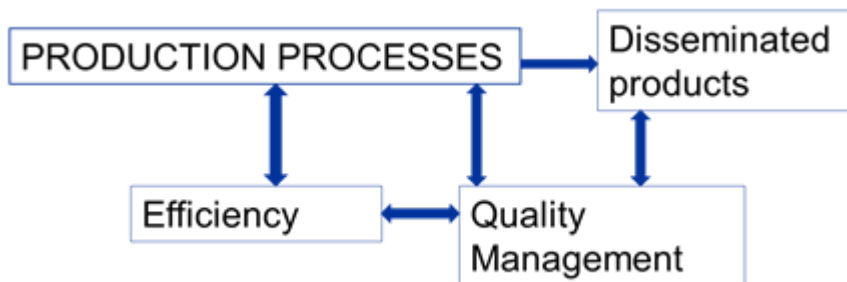 PRODUCTION PROCESSES
Disseminated
products
Efficiency
Quality
Management